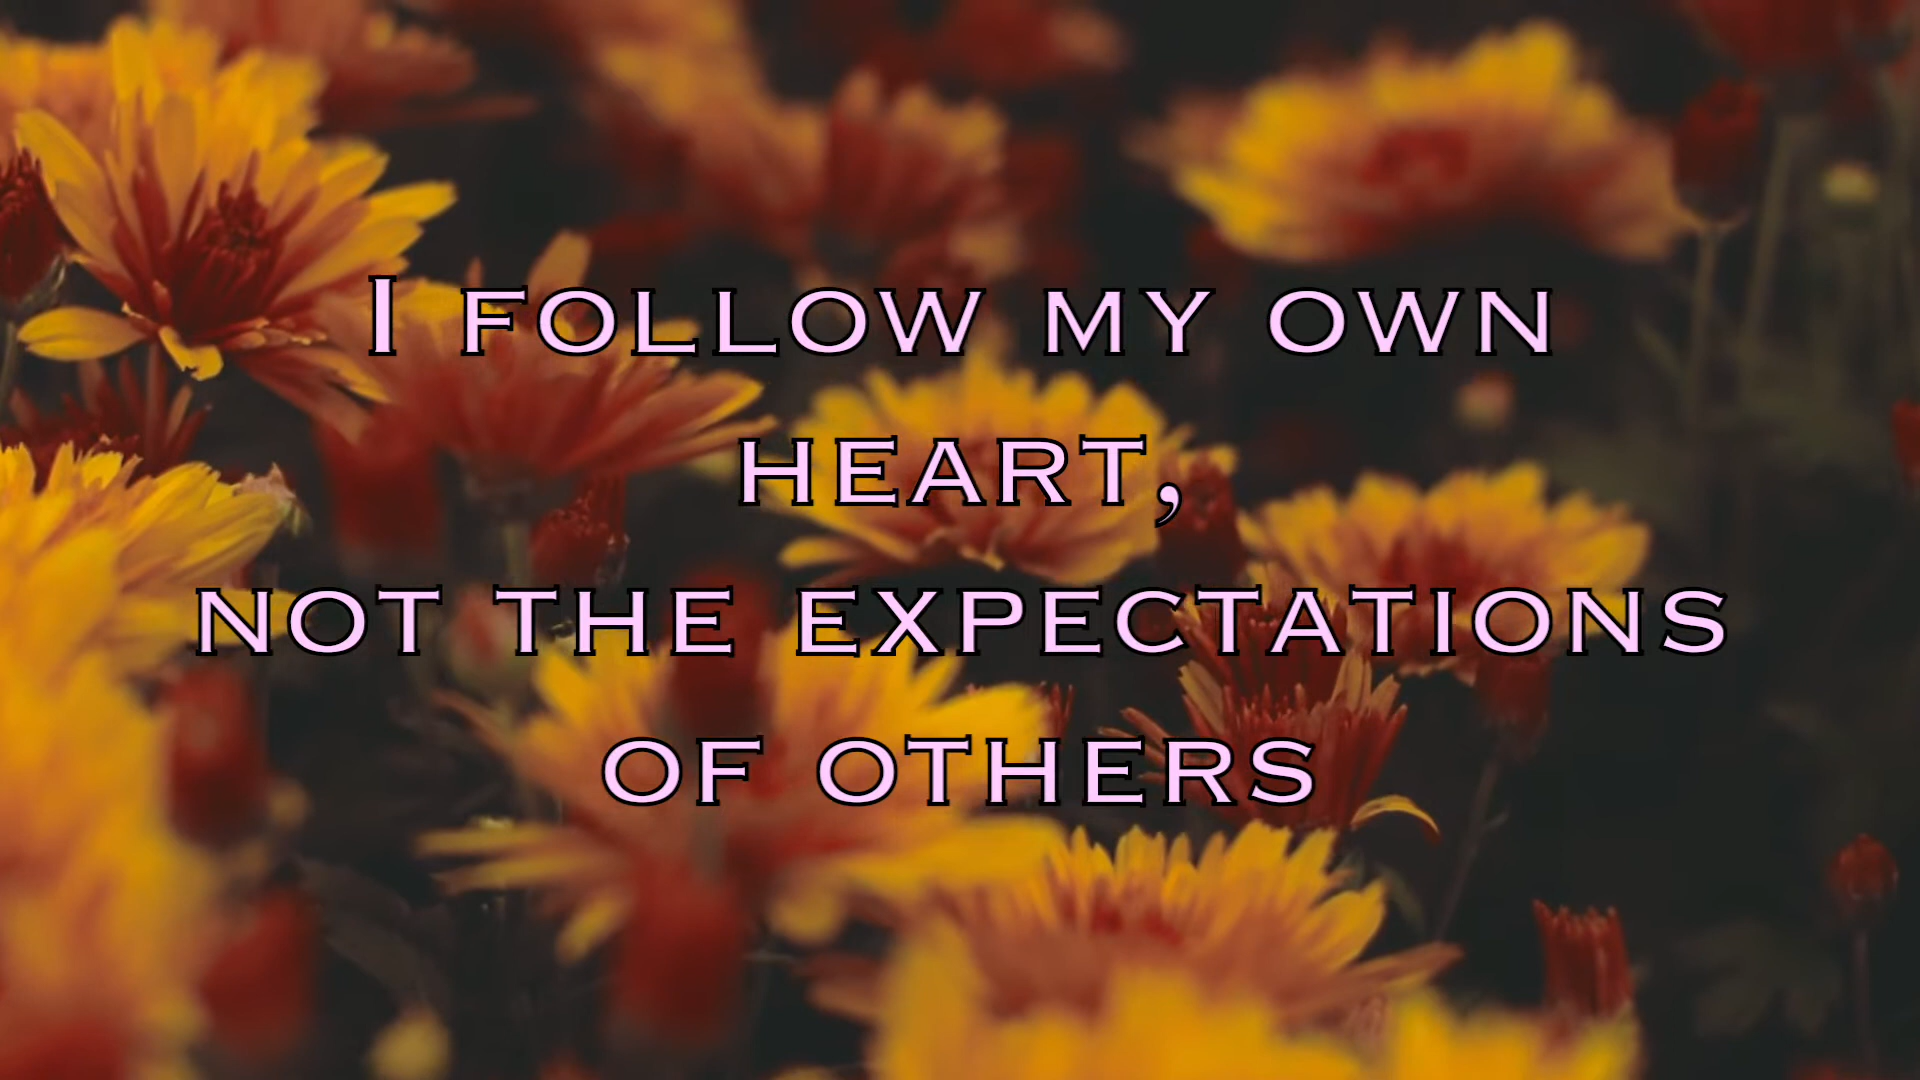 I FOLLOW MY OWN
HEART,
NOT THE EXPECTATIONS
OF OTHERS